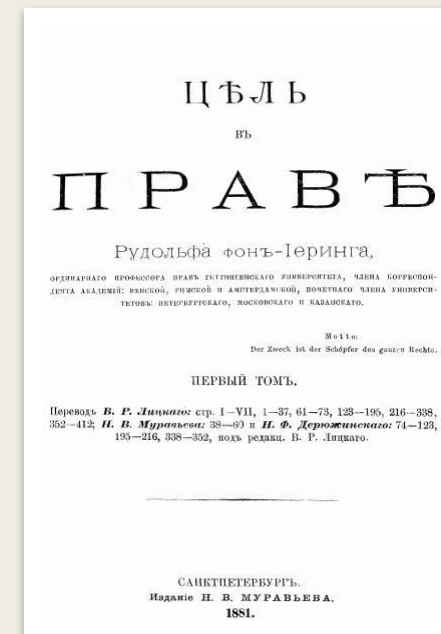 ЦѢЛЬ
ВЪ
ПРАВѢ
Рудольфа фонъ-Іеринга,
ОРДИНАРНАГО ПРОФЕССОРА ПРАВЪ ГЕТТИНГЕНСКАГО УНИВЕРСИТЕТА, ЧЛЕНА КОРРЕСПОН-
ДЕНТА АКАДЕМІЙ: ВѢНСКОЙ, РИМСКОЙ И АМСТЕРДАМСКОЙ, ПОЧЕТНАГО ЧЛЕНА УНИВЕРСИ-
ТЕТОВЪ: ПЕТЕРБУРГСКАГО, МОСКОВСКАГО И КАЗАНСКАГО.
Motto:
Der Zweck ist der Schöpfer des ganzen Rechts.
ПЕРВЫЙ ТОМЪ.
Переводъ В. Р. Лицкаго: стр. I—VII, 1—37, 61—73, 123—195, 216—338,
352—412; Н. В. Муравьева: 38—60 и Н. Ф. Дерюжинскаго: 74—123,
195—216, 338—352, подъ редакц. В. Р. Лицкаго.
САНКТПЕТЕРБУРГЪ.
Изданіе Н. В. МУРАВЬЕВА.
1881.